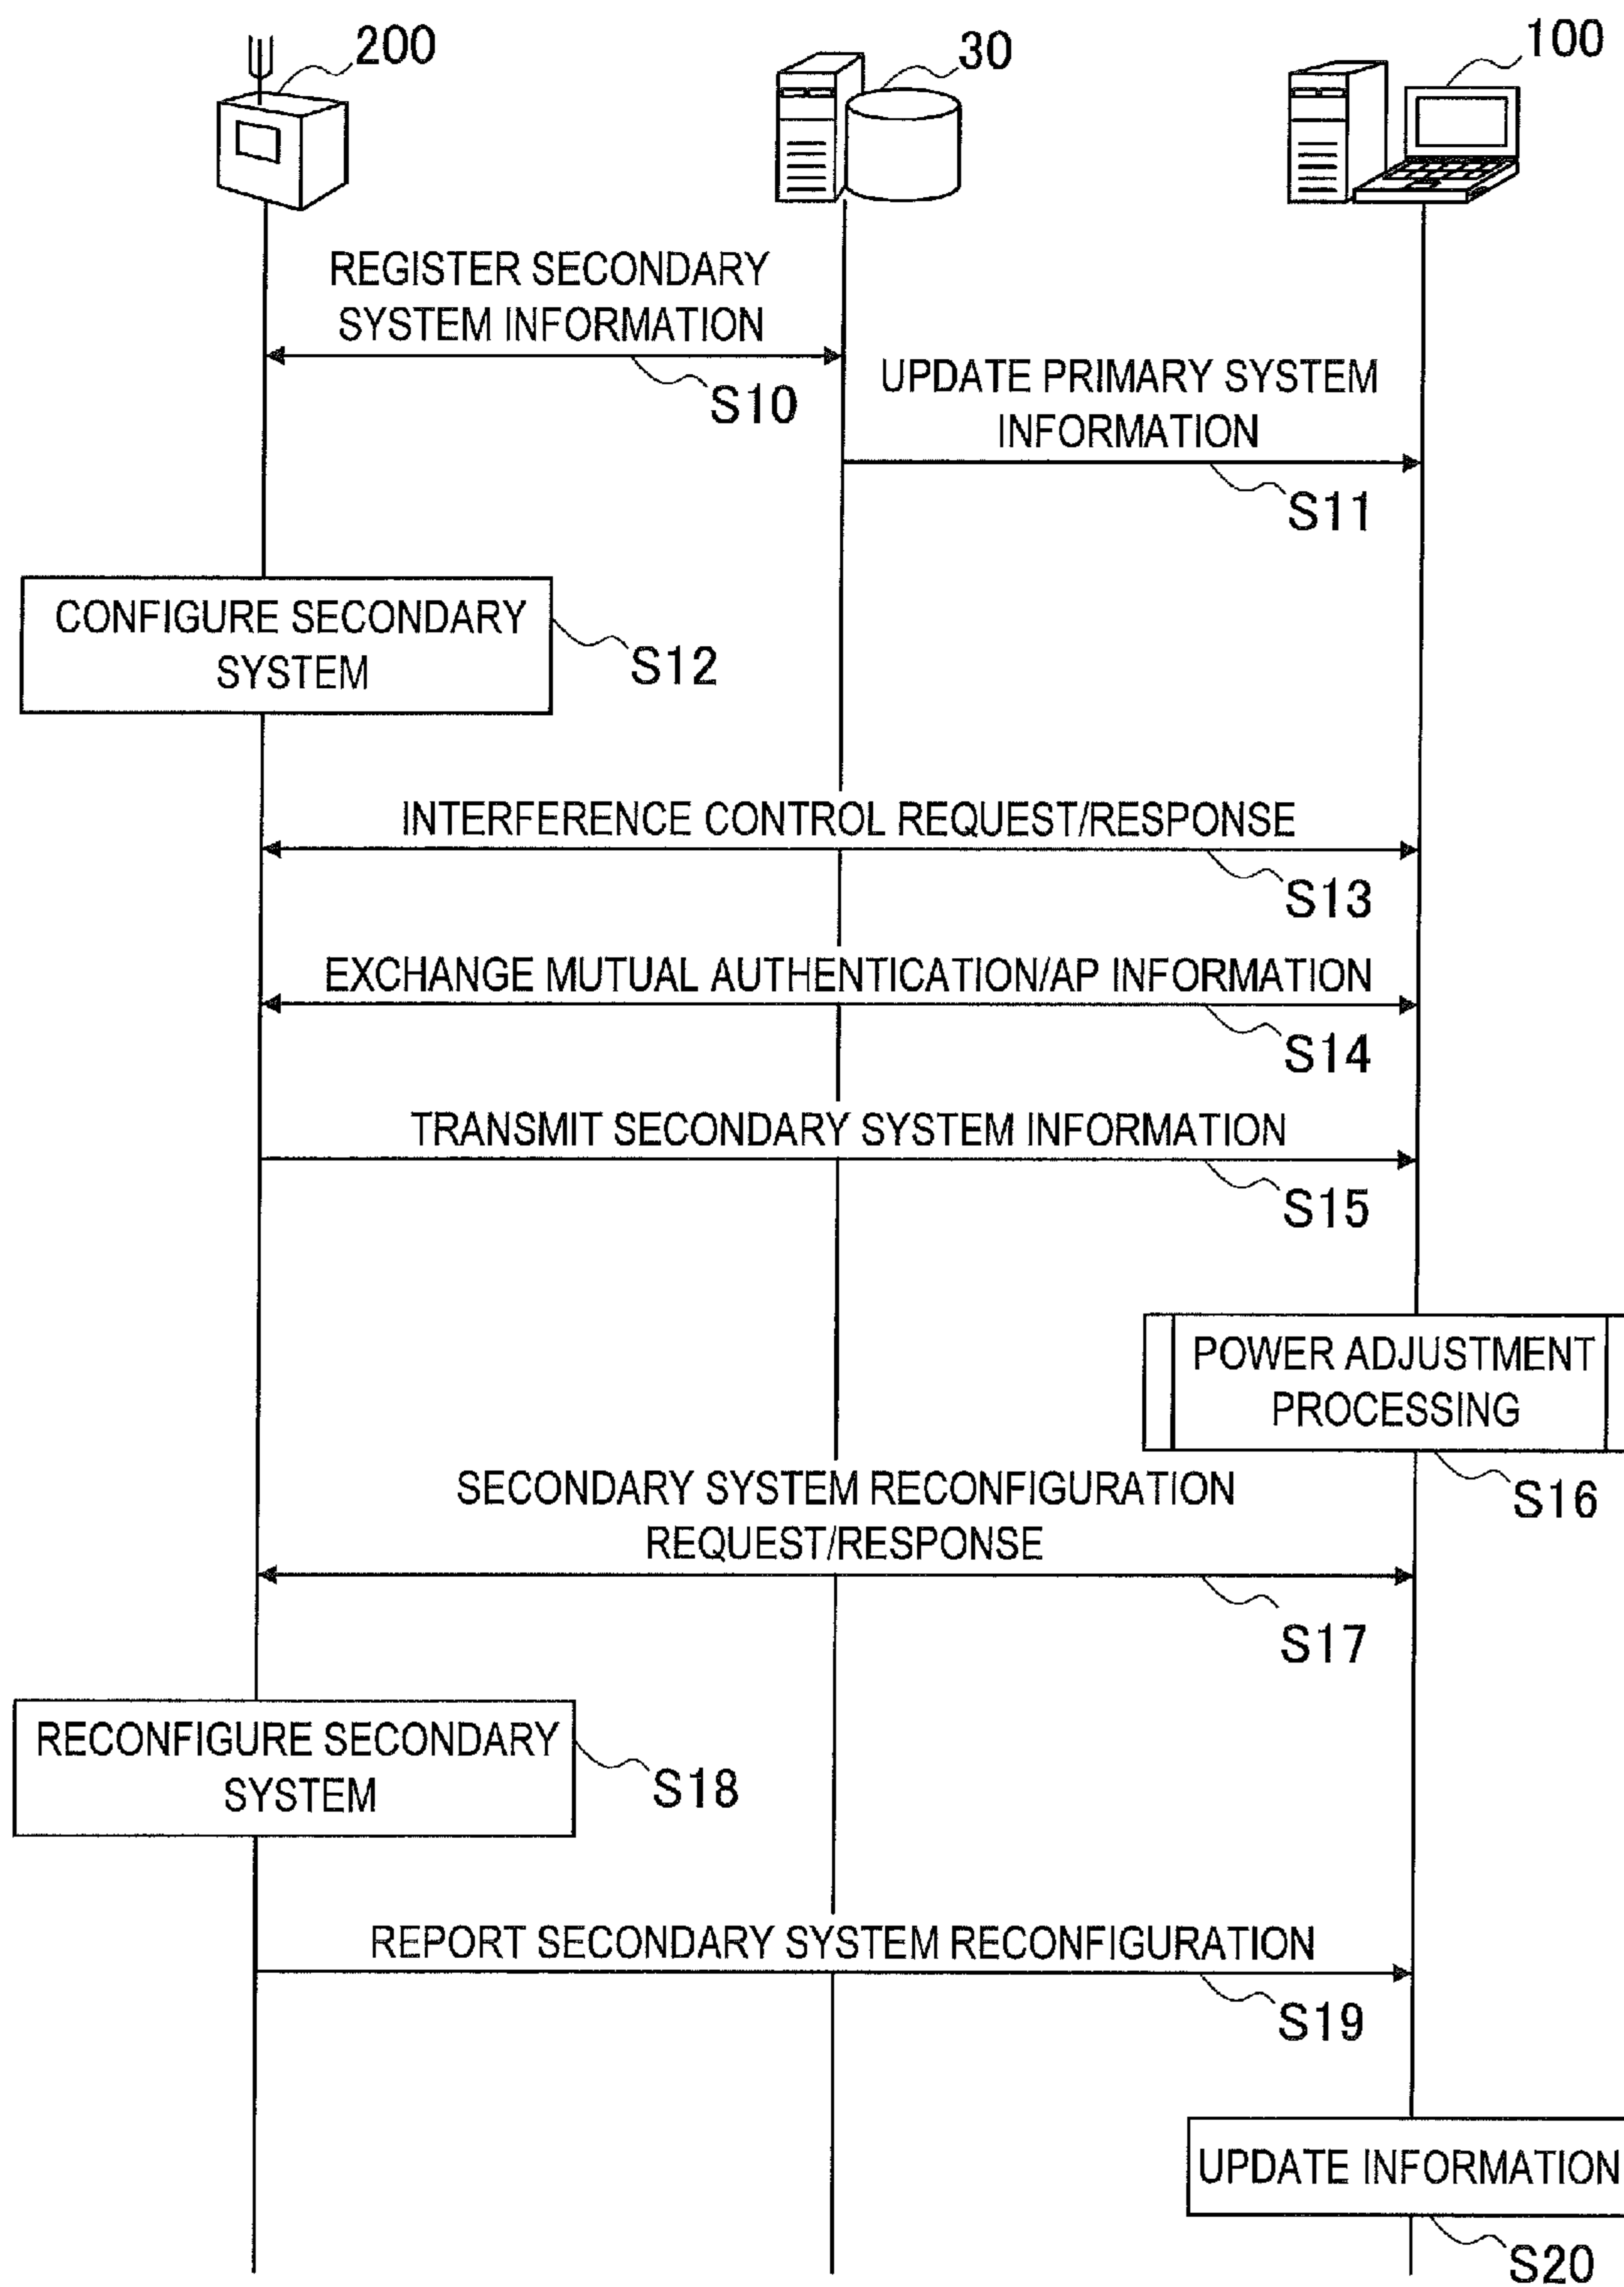 200
30
100
REGISTER SECONDARY
SYSTEM INFORMATION
S10
UPDATE PRIMARY SYSTEM
INFORMATION
S11
CONFIGURE SECONDARY
SYSTEM
S12
INTERFERENCE CONTROL REQUEST/RESPONSE
S13
EXCHANGE MUTUAL AUTHENTICATION/AP INFORMATION
S14
TRANSMIT SECONDARY SYSTEM INFORMATION
S15
POWER ADJUSTMENT
PROCESSING
S16
SECONDARY SYSTEM RECONFIGURATION
REQUEST/RESPONSE
S17
RECONFIGURE SECONDARY
SYSTEM
S18
REPORT SECONDARY SYSTEM RECONFIGURATION
S19
UPDATE INFORMATION
S20